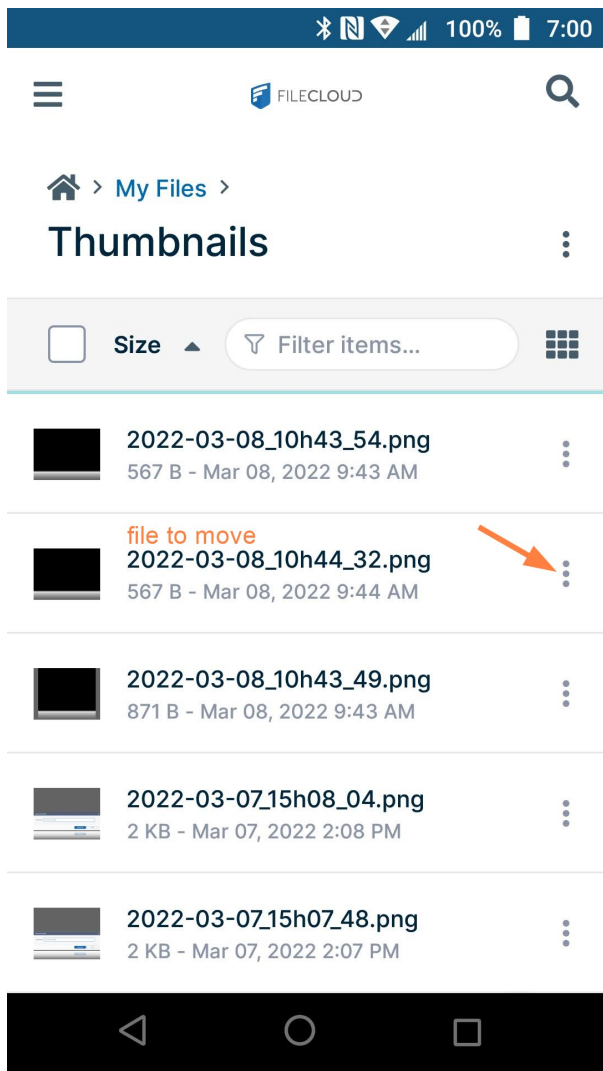 100% 7:00
FILECLOUD
> My Files >
Thumbnails
Size Filter items...
2022-03-08_10h43_54.png
567 B - Mar 08, 2022 9:43 AM
file to move
2022-03-08_10h44_32.png
567 B - Mar 08, 2022 9:44 AM
2022-03-08_10h43_49.png
871 B - Mar 08, 2022 9:43 AM
2022-03-07_15h08_04.png
2 KB - Mar 07, 2022 2:08 PM
2022-03-07_15h07_48.png
2 KB - Mar 07, 2022 2:07 PM